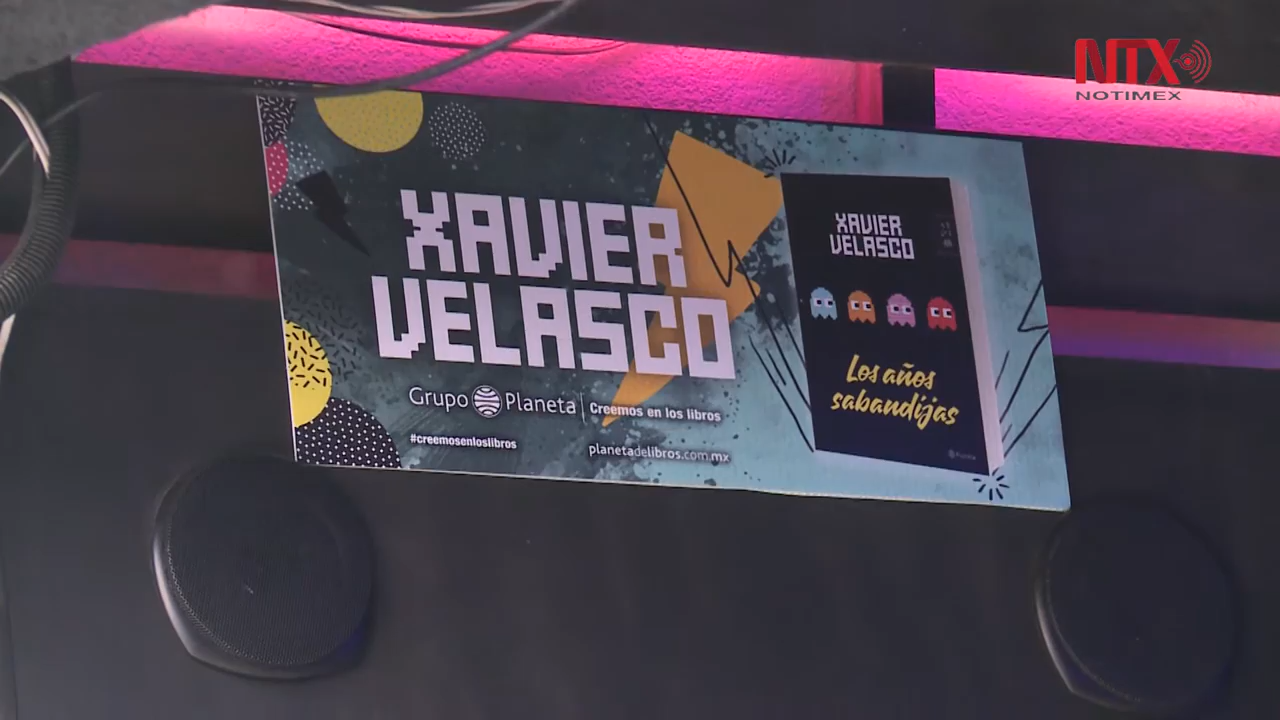 NTX
NOTIMEX
XAVIER
VELASCO
Grupo Planeta
Creemos en los libros
#creemosenloslibros
planetadelibros.com.mx
XAVIER
VELASCO
Los años
sabandijas
Planeta